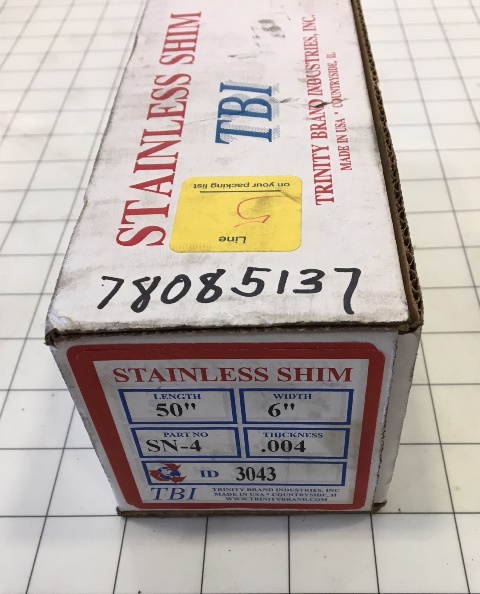 STAINLESS SHIM
TBI
TRINITY BRAND INDUSTRIES, INC.
MADE IN USA * COUNTRYSIDE, IL
Line
5
on your packing list
78085137
STAINLESS SHIM
LENGTH
50"
WIDTH
6"
PART NO
SN-4
THICKNESS
.004
ID 3043
TBI
TRINITY BRAND INDUSTRIES, INC
MADE IN USA * COUNTRYSIDE, Il
WWW.TRINITYBRAND.COM